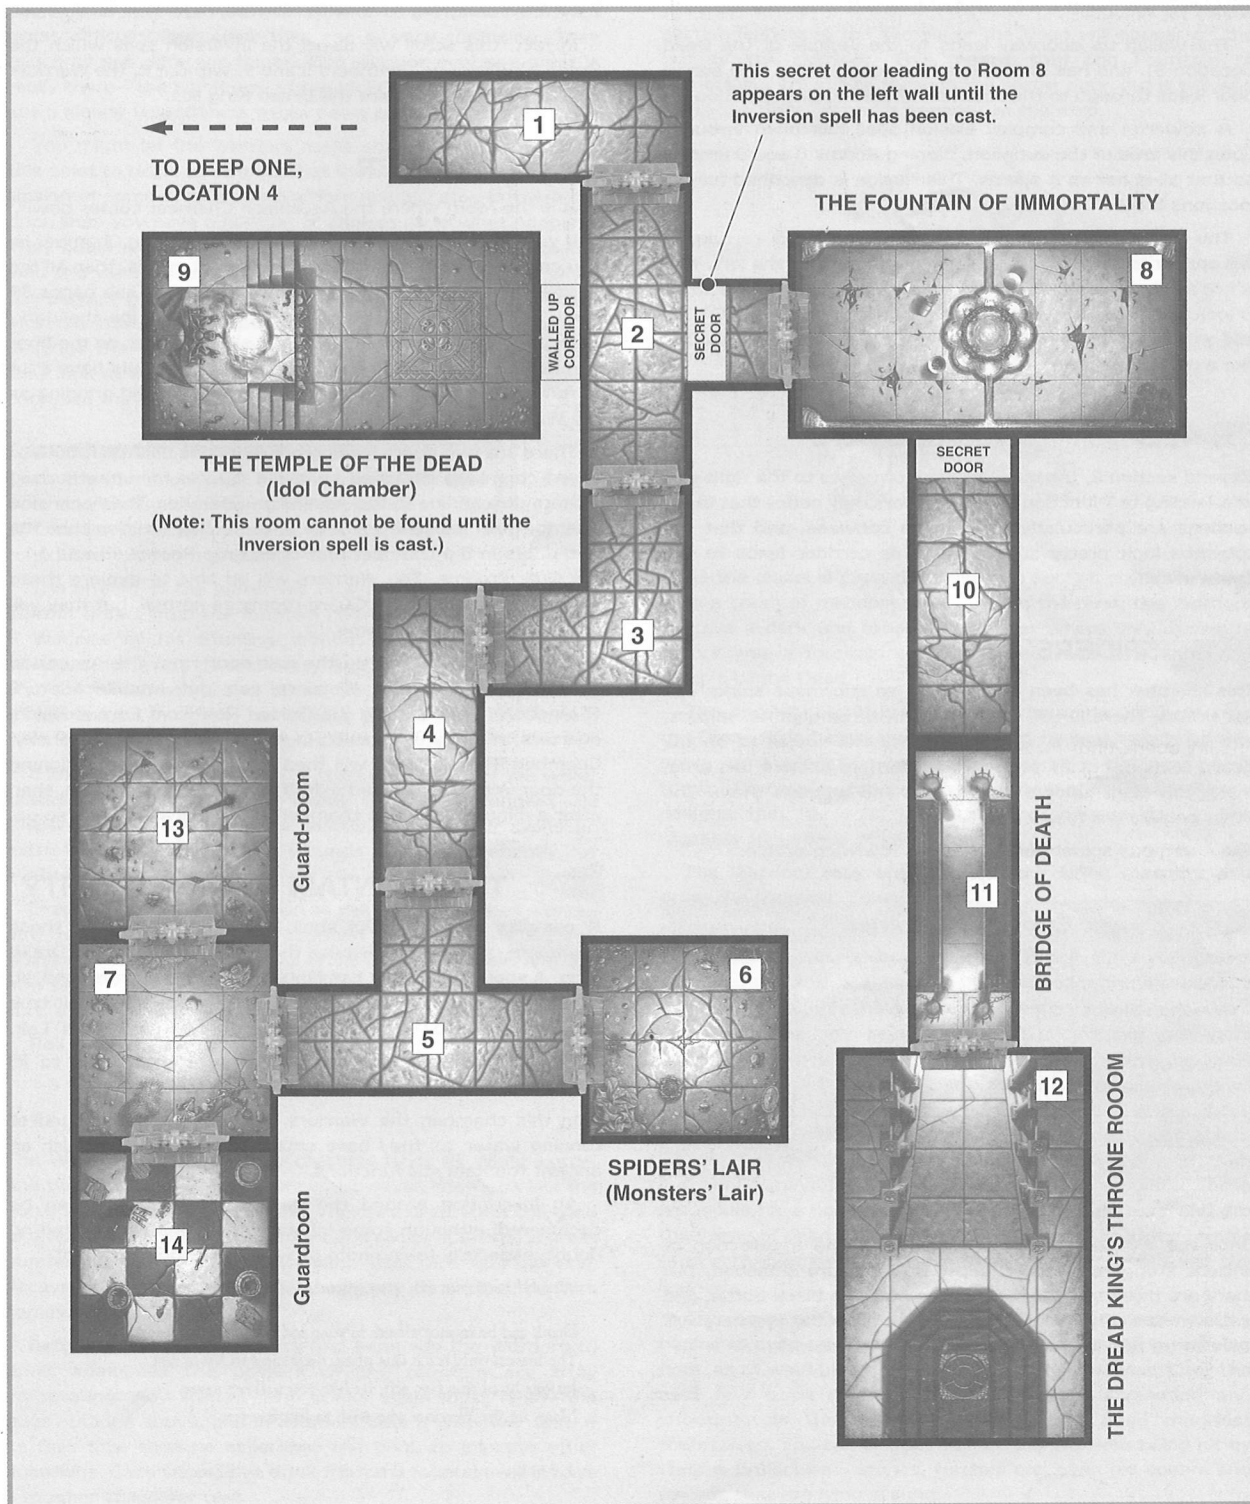 This secret door leading to Room 8
appears on the left wall until the
Inversion spell has been cast.
1
TO DEEP ONE,
LOCATION 4
THE FOUNTAIN OF IMMORTALITY
9
8
2
WALLED UP
CORRIDOR
SECRET
DOOR
THE TEMPLE OF THE DEAD
(Idol Chamber)
(Note: This room cannot be found until the
Inversion spell is cast.)
SECRET
DOOR
10
3
4
13
Guard-room
11
BRIDGE OF DEATH
7
6
5
12
SPIDERS' LAIR
(Monsters' Lair)
14
Guardroom
THE DREAD KING'S THRONE ROOOM